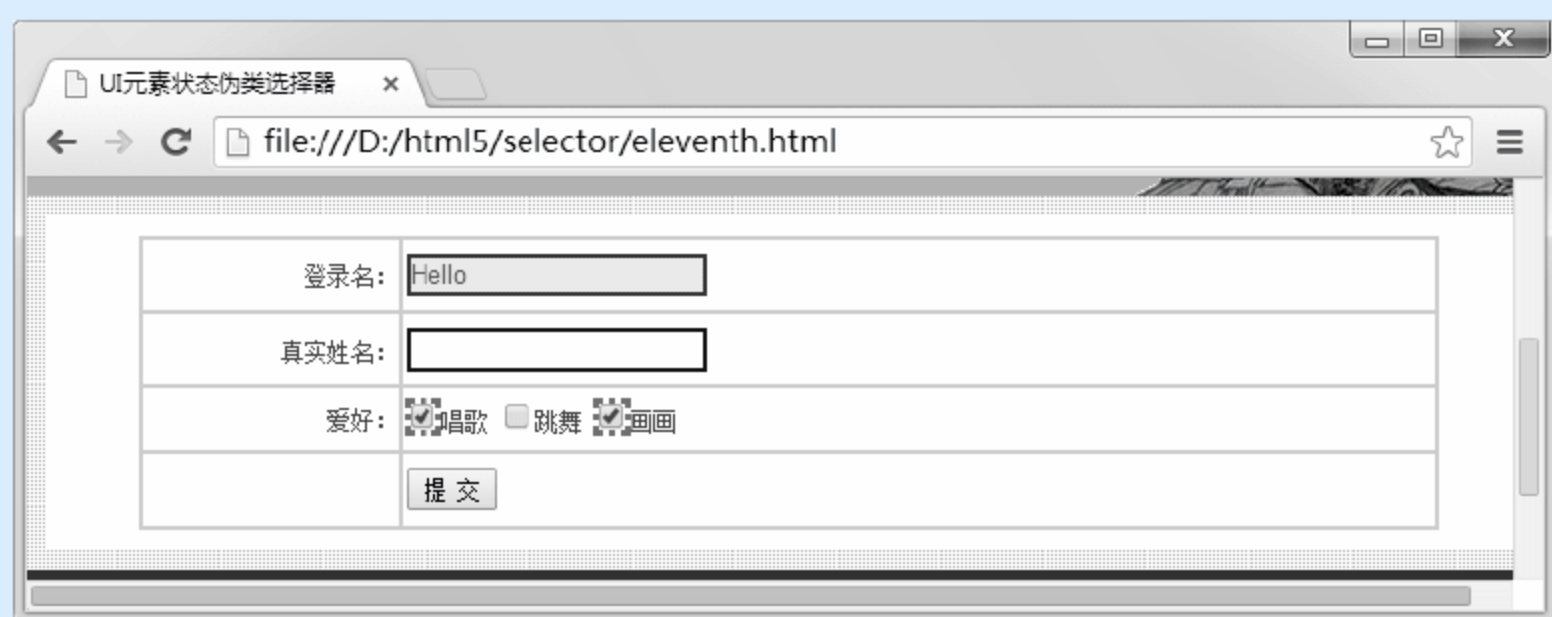 UI元素状态伪类选择器
file:///D:/html5/selector/eleventh.html
登录名：Hello
真实姓名：
爱好：唱歌 跳舞 画画
提 交